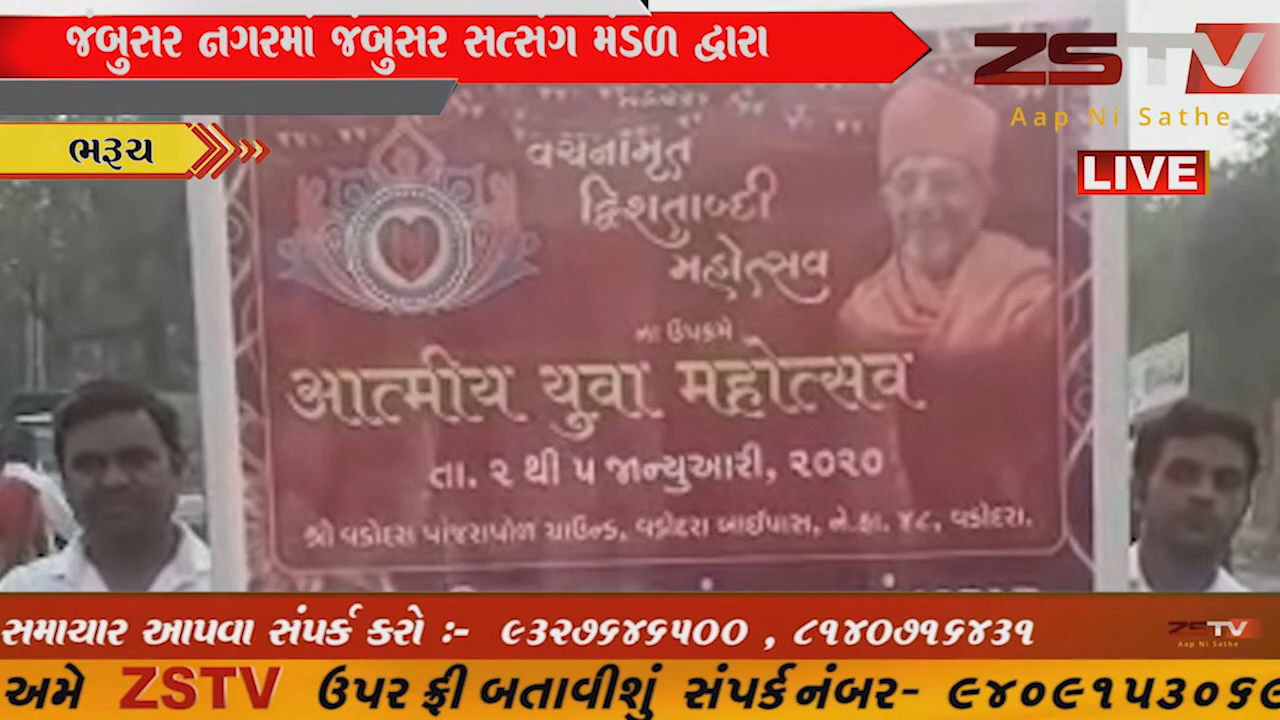 જંબુસર નગરમાં જંબુસર સત્સંગ મંડળ દ્વારા
ZSTV
Aap Ni Sathe
ભરૂચ
LIVE
વચનામૃત
દ્વિશતાબ્દી
મહોત્સવ
ના ઉપક્રમે
આત્મીય યુવા મહોત્સવ
તા. ૨ થી ૫ જાન્યુઆરી, ૨૦૨૦
શ્રી વડોદરા પાંજરાપોળ ગ્રાઉન્ડ, વડોદરા બાઈપાસ, ને.હા. ૪૮, વડોદરા.
સમાચાર આપવા સંપર્ક કરો :- ૯૩૨૭૬૪૬૫૦૦ , ૮૧૪૦૭૧૬૪૩૧
ZSTV
Aap Ni Sathe
અમે ZSTV ઉપર ફ્રી બતાવીશું સંપર્ક નંબર- ૯૪૦૯૧૫૩૦૬૯